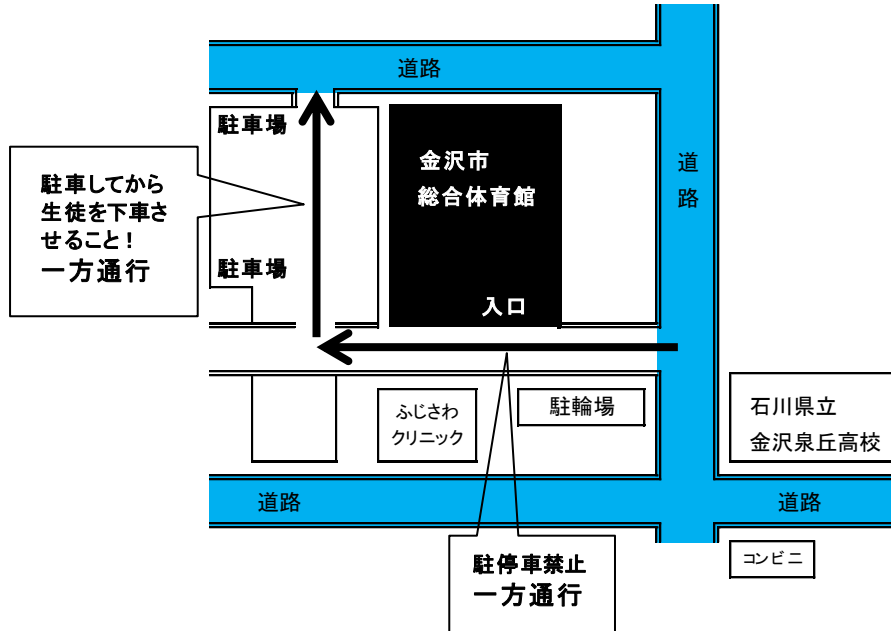 道路
駐車場
金沢市
総合体育館
道
路
駐車してから
生徒を下車さ
せること！
一方通行
駐車場
入口
ふじさわ
クリニック
駐輪場
石川県立
金沢泉丘高校
道路
道路
駐停車禁止
一方通行
コンビニ